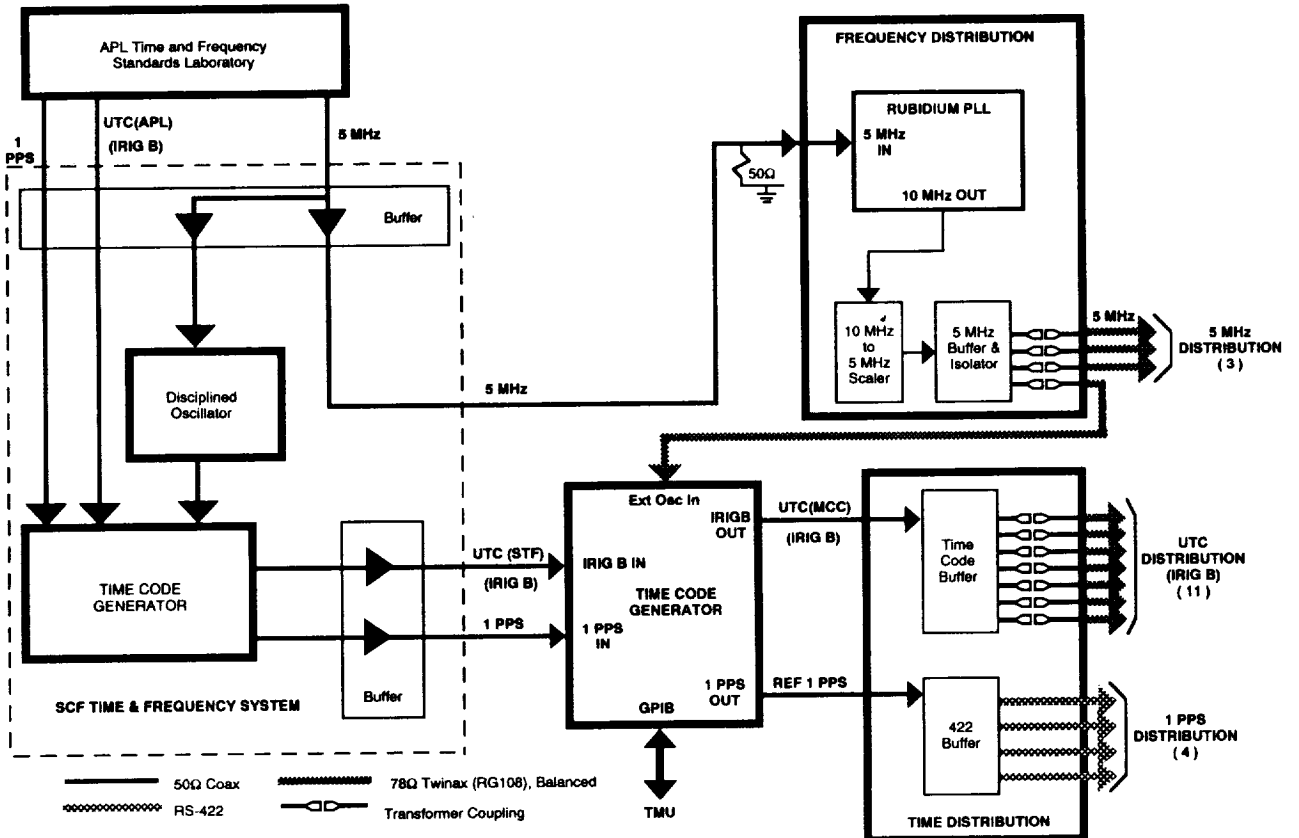 APL Time and Frequency
Standards Laboratory
1
PPS
UTC(APL)
(IRIG B)
5 MHz
Buffer
Disciplined
Oscillator
TIME CODE
GENERATOR
SCF TIME & FREQUENCY SYSTEM
Buffer
5 MHz
50Ω
FREQUENCY DISTRIBUTION
RUBIDIUM PLL
5 MHz
IN
10 MHz OUT
10 MHz
to
5 MHz
Scaler
5 MHz
Buffer &
Isolator
5 MHz
5 MHz
DISTRIBUTION
( 3 )
UTC (STF)
(IRIG B)
1 PPS
Ext Osc In
IRIGB
OUT
IRIG B IN
TIME CODE
GENERATOR
1 PPS
IN
1 PPS
OUT
GPIB
TMU
UTC(MCC)
(IRIG B)
REF 1 PPS
Time
Code
Buffer
422
Buffer
TIME DISTRIBUTION
UTC
DISTRIBUTION
(IRIG B)
( 11 )
1 PPS
DISTRIBUTION
( 4 )
50Ω Coax
78Ω Twinax (RG108), Balanced
RS-422
Transformer Coupling